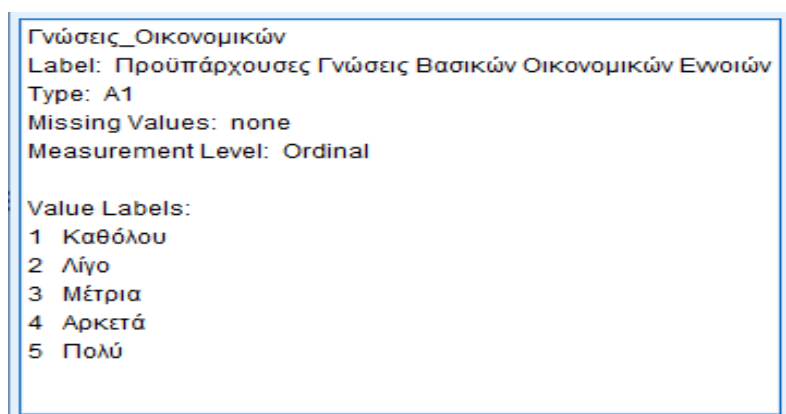 Γνώσεις_Οικονομικών
Label: Προϋπάρχουσες Γνώσεις Βασικών Οικονομικών Εννοιών
Type: A1
Missing Values: none
Measurement Level: Ordinal
Value Labels:
1 Καθόλου
2 Λίγο
3 Μέτρια
4 Αρκετά
5 Πολύ